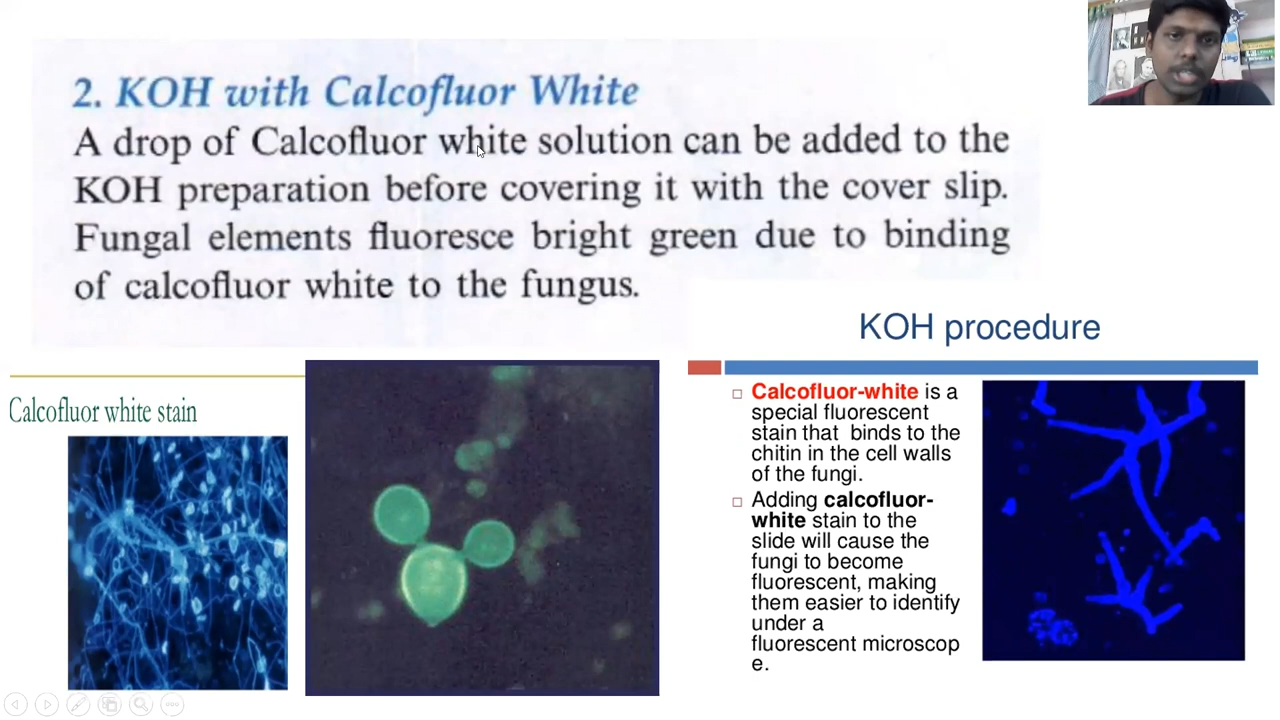 2. KOH with Calcofluor White
A drop of Calcofluor white solution can be added to the
KOH preparation before covering it with the cover slip.
Fungal elements fluoresce bright green due to binding
of calcofluor white to the fungus.
Calcofluor white stain
KOH procedure
Calcofluor-white is a
special fluorescent
stain that binds to the
chitin in the cell walls
of the fungi.
Adding calcofluor-
white stain to the
slide will cause the
fungi to become
fluorescent, making
them easier to identify
under a
fluorescent microscop
e.